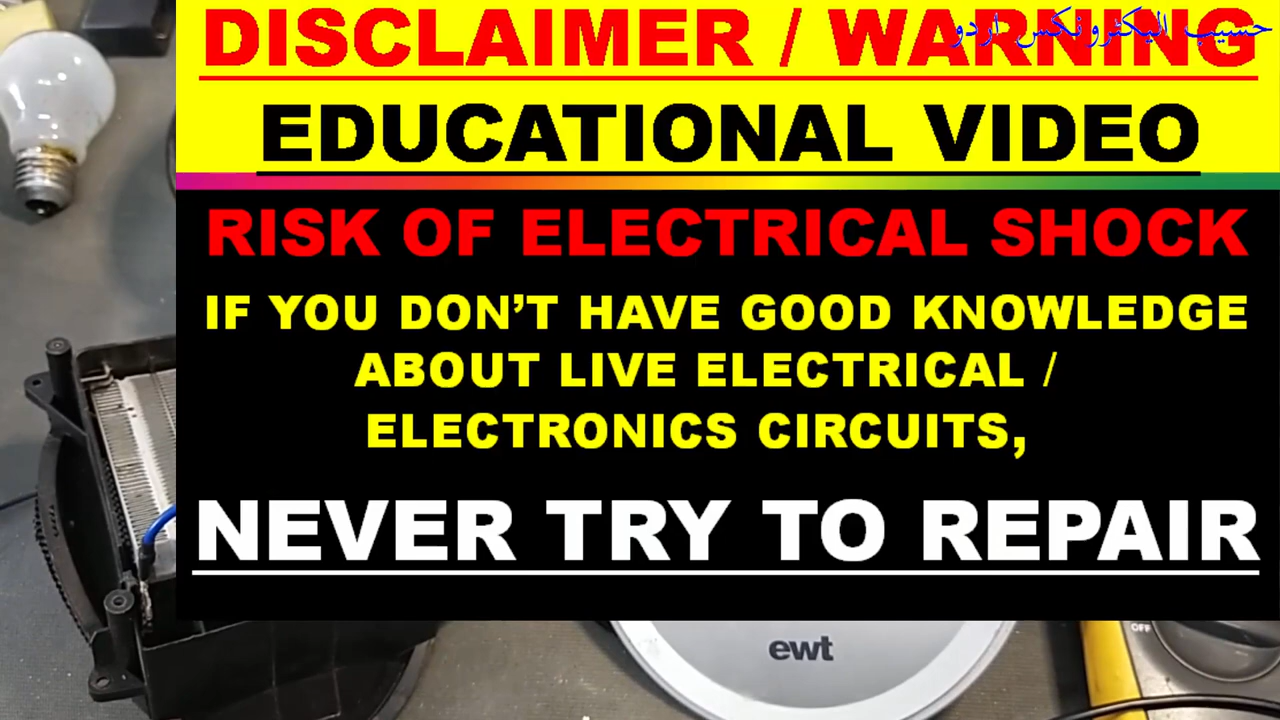 DISCLAIMER / WARNING
حسیب الیکٹرونکس اردو
EDUCATIONAL VIDEO
RISK OF ELECTRICAL SHOCK
IF YOU DON'T HAVE GOOD KNOWLEDGE
ABOUT LIVE ELECTRICAL /
ELECTRONICS CIRCUITS,
NEVER TRY TO REPAIR
ewt
OFF